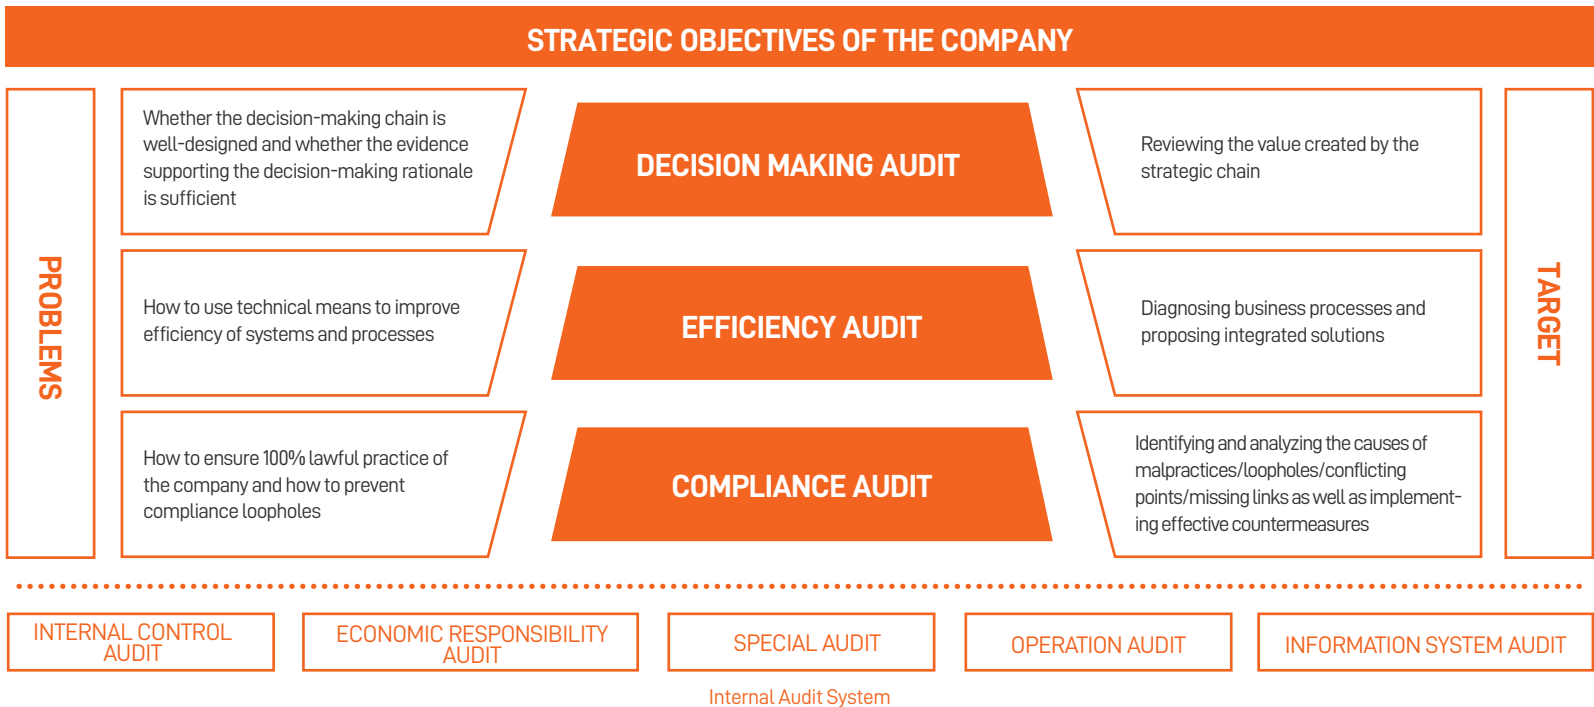 STRATEGIC OBJECTIVES OF THE COMPANY
PROBLEMS
Whether the decision-making chain is
well-designed and whether the evidence
supporting the decision-making rationale
is sufficient
DECISION MAKING AUDIT
Reviewing the value created by the
strategic chain
How to use technical means to improve
efficiency of systems and processes
EFFICIENCY AUDIT
Diagnosing business processes and
proposing integrated solutions
How to ensure 100% lawful practice of
the company and how to prevent
compliance loopholes
COMPLIANCE AUDIT
Identifying and analyzing the causes of
malpractices/loopholes/conflicting
points/missing links as well as implement-
ing effective countermeasures
TARGET
INTERNAL CONTROL
AUDIT
ECONOMIC RESPONSIBILITY
AUDIT
SPECIAL AUDIT
OPERATION AUDIT
INFORMATION SYSTEM AUDIT
Internal Audit System